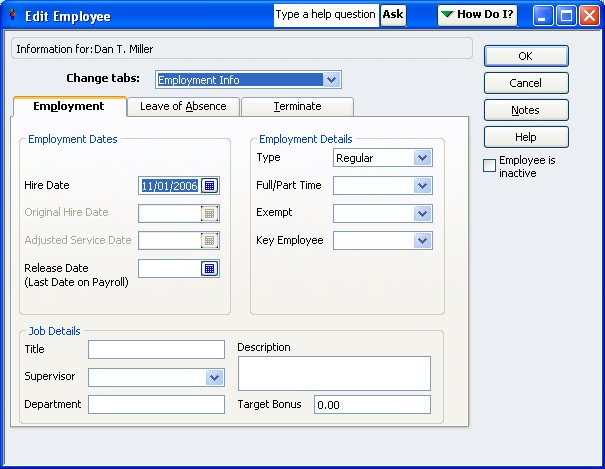 Edit Employee
Type a help question Ask
How Do I?
Information for: Dan T. Miller
Change tabs: Employment Info
Employment Leave of Absence Terminate
Employment Dates
Hire Date 11/01/2006
Original Hire Date
Adjusted Service Date
Release Date
(Last Date on Payroll)
Employment Details
Type Regular
Full/Part Time
Exempt
Key Employee
Job Details
Title
Supervisor
Department
Description
Target Bonus 0.00
OK
Cancel
Notes
Help
Employee is
inactive